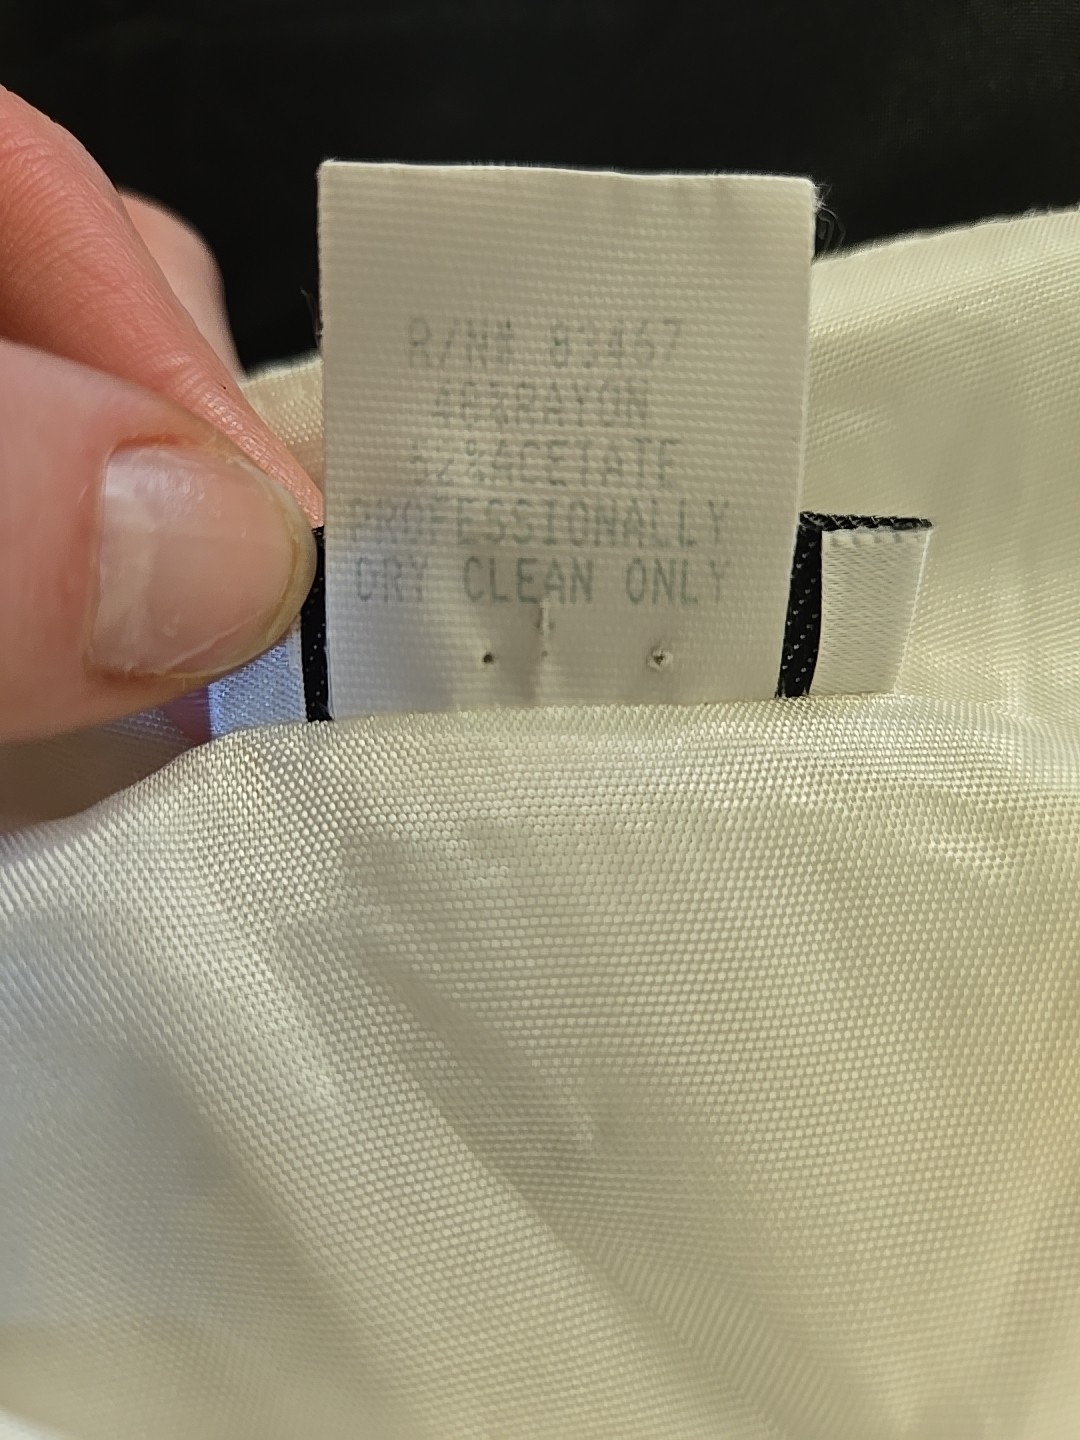 R/N# 83467
48%RAYON
52%ACETATE
PROFESSIONALLY
DRY CLEAN ONLY